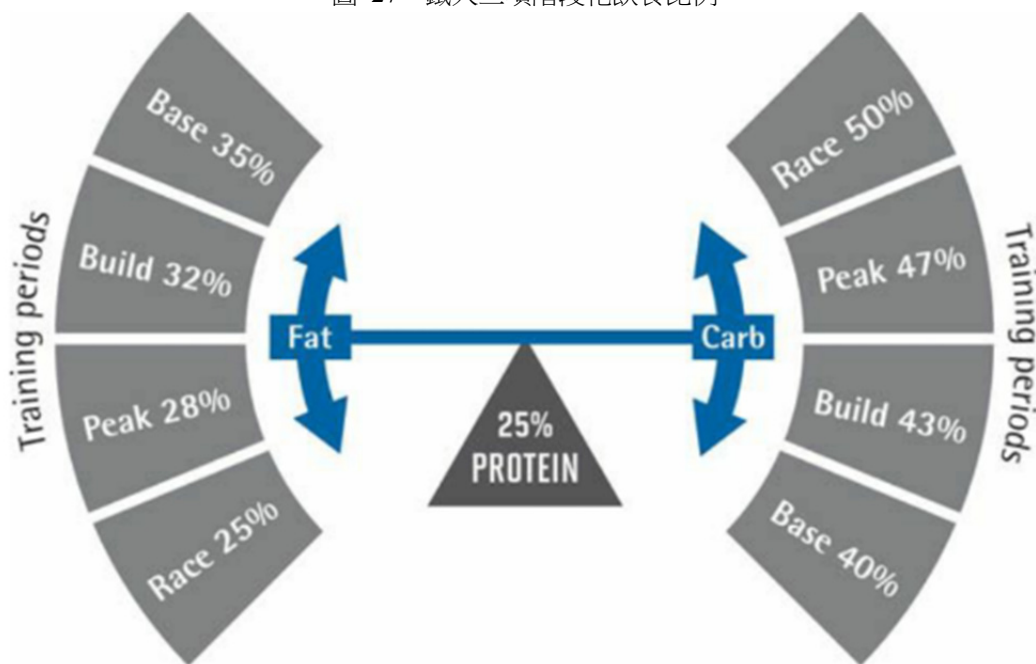 Base 35%
Build 32%
Peak 28%
Race 25%
Training periods
Fat
25%
PROTEIN
Carb
Race 50%
Peak 47%
Build 43%
Base 40%
Training periods